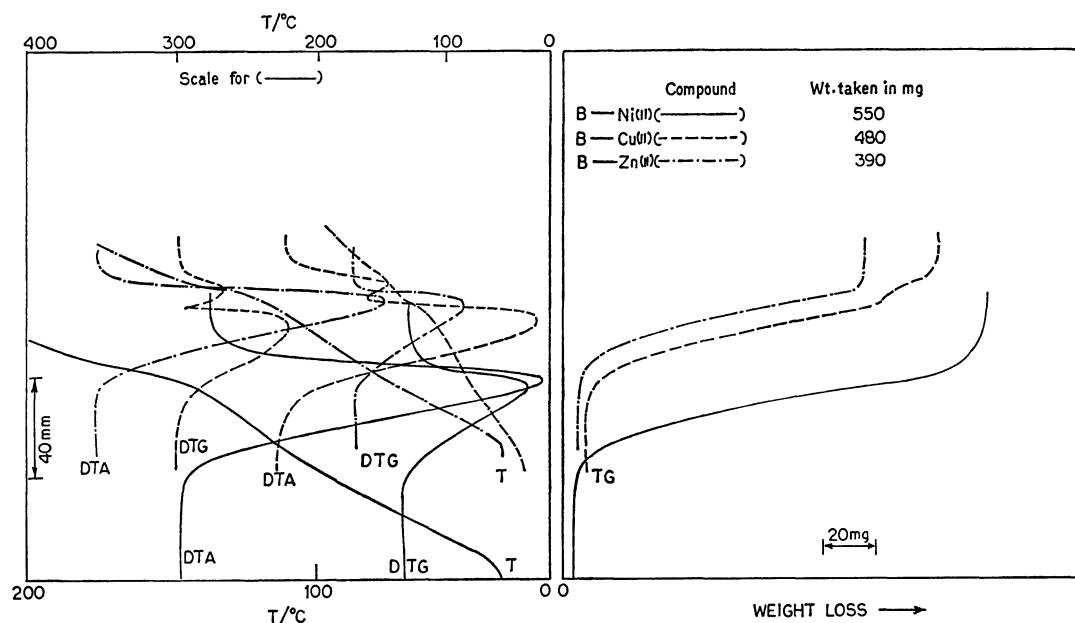 T/°C
400 300 200 100 0
Scale for (——)
Compound Wt. taken in mg
B — Ni(II)(————) 550
B — Cu(II)(-----) 480
B — Zn(II)(—·—·—) 390
40mm
DTA DTG DTA DTG T TG
20mg
DTA DTG T
200 100 0 0
T/°C WEIGHT LOSS →